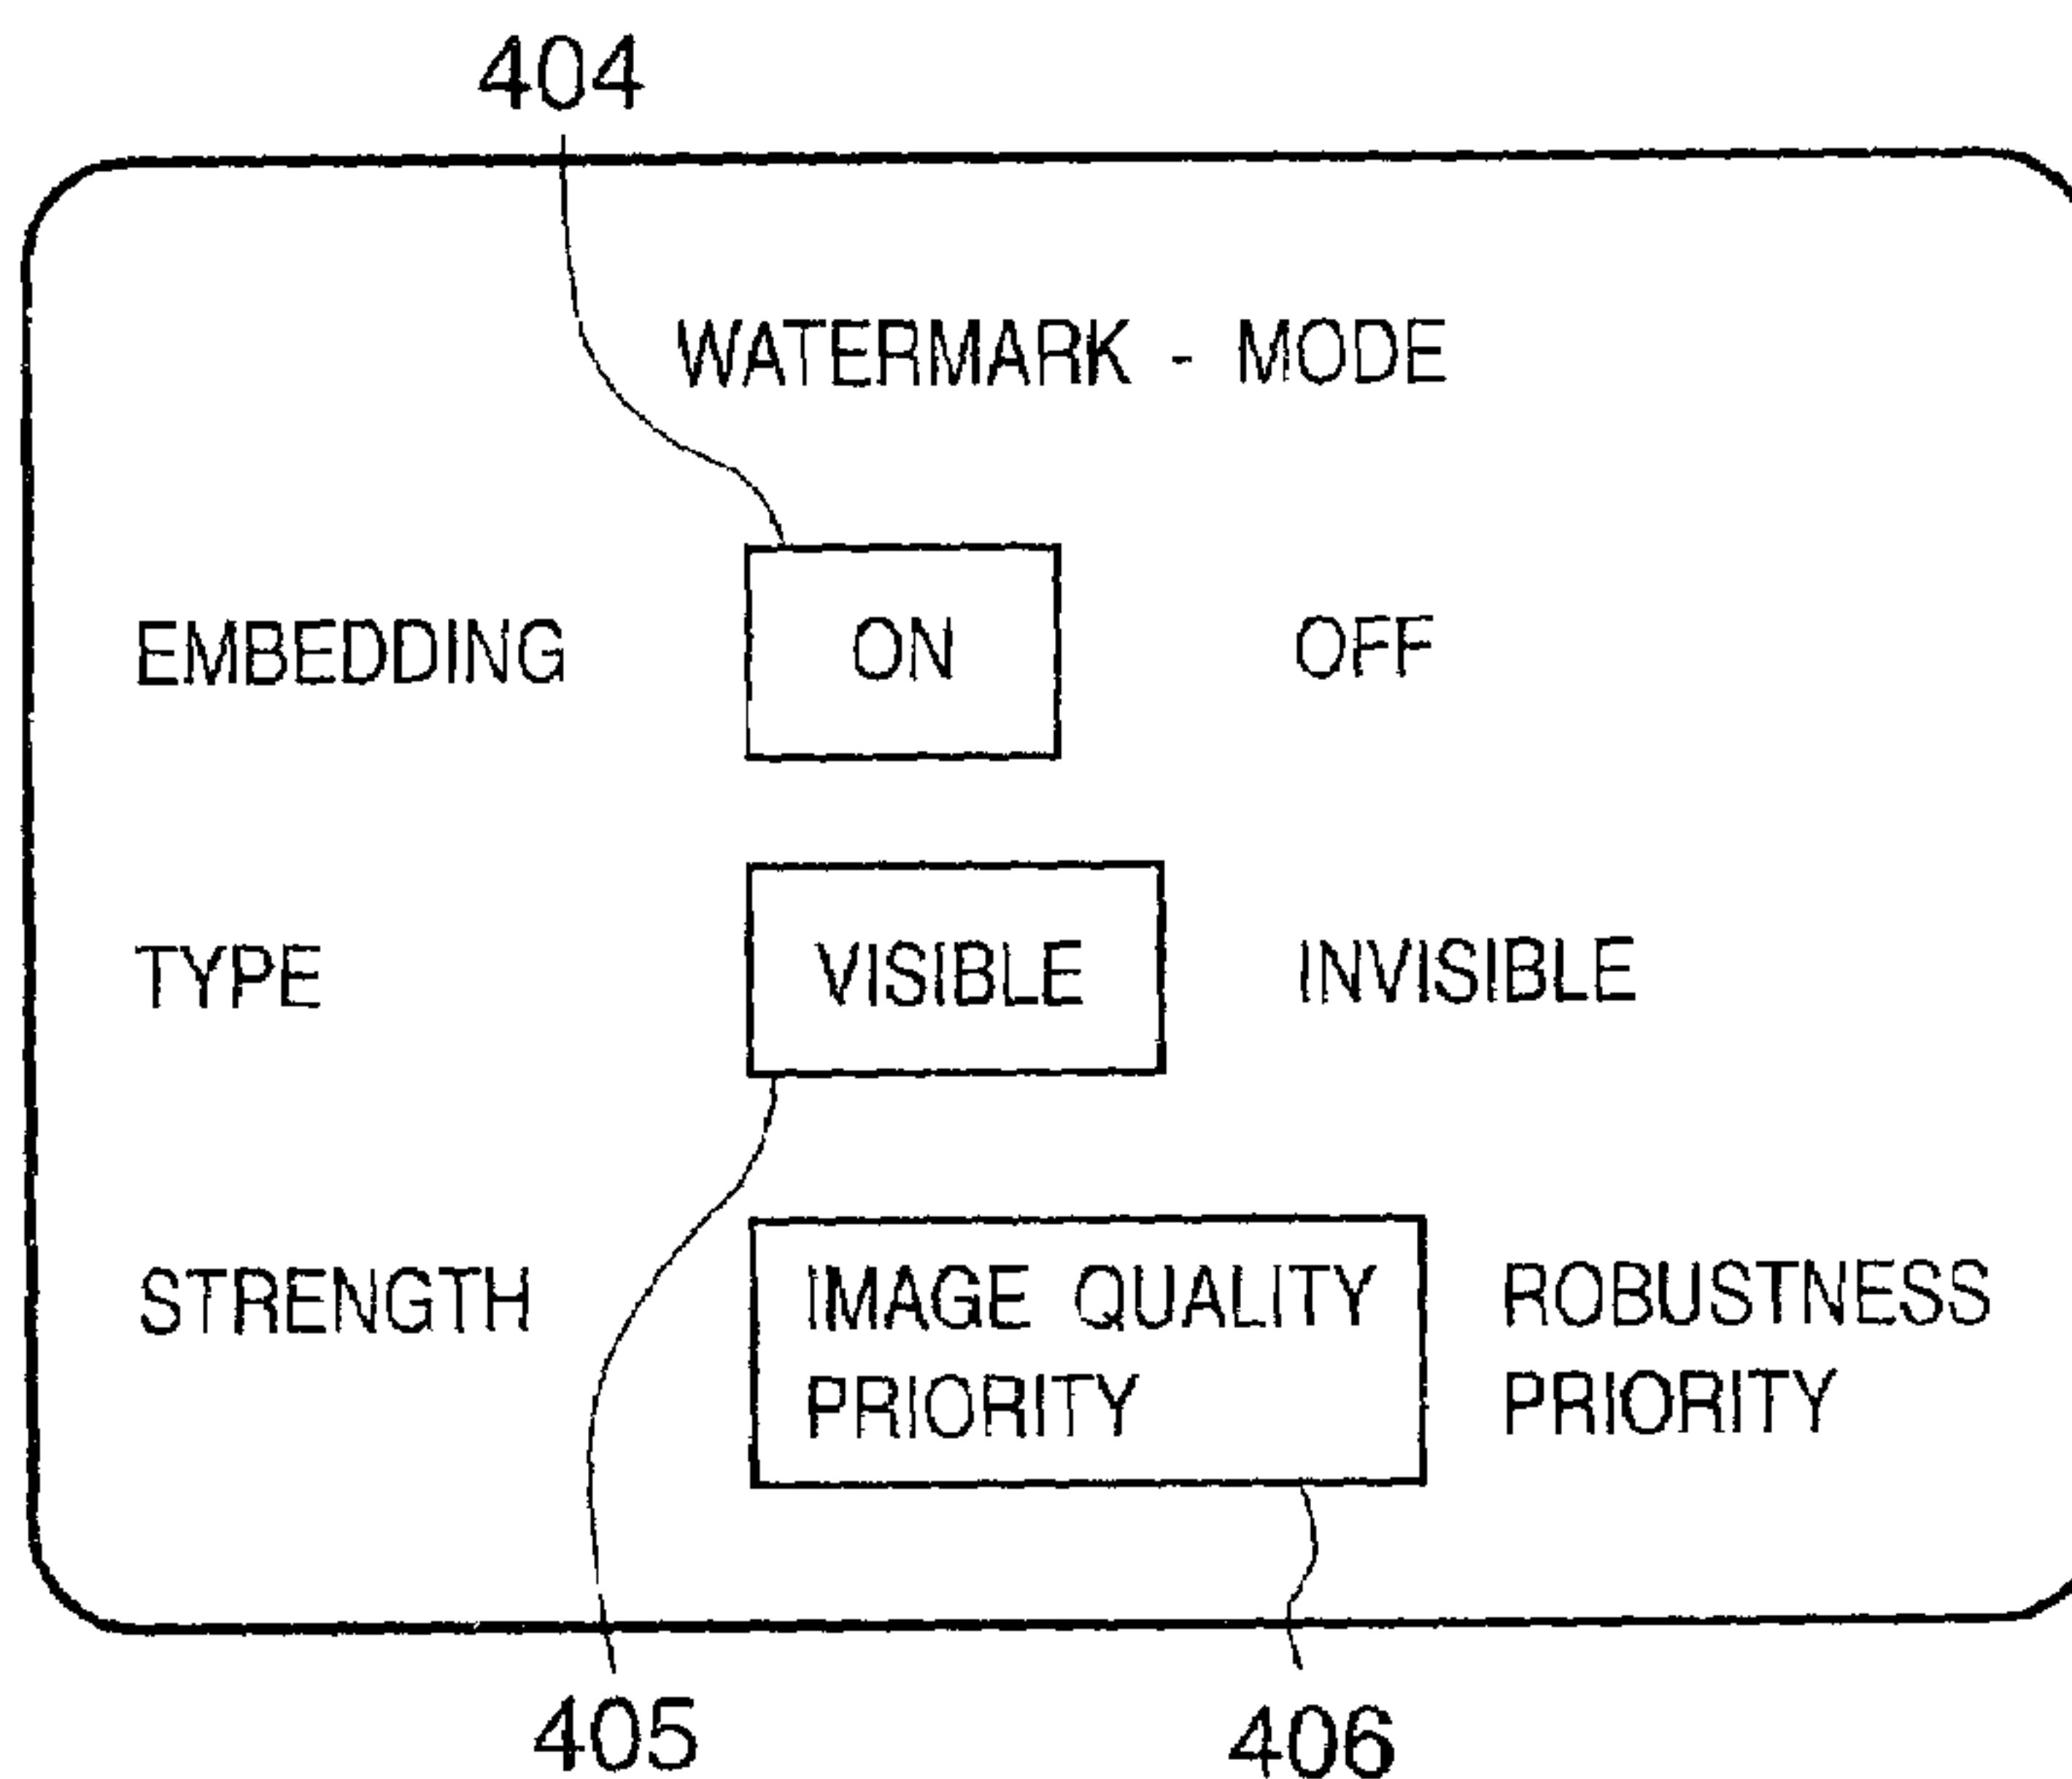 404
WATERMARK - MODE
EMBEDDING ON OFF
TYPE VISIBLE INVISIBLE
STRENGTH IMAGE QUALITY PRIORITY ROBUSTNESS PRIORITY
405 406